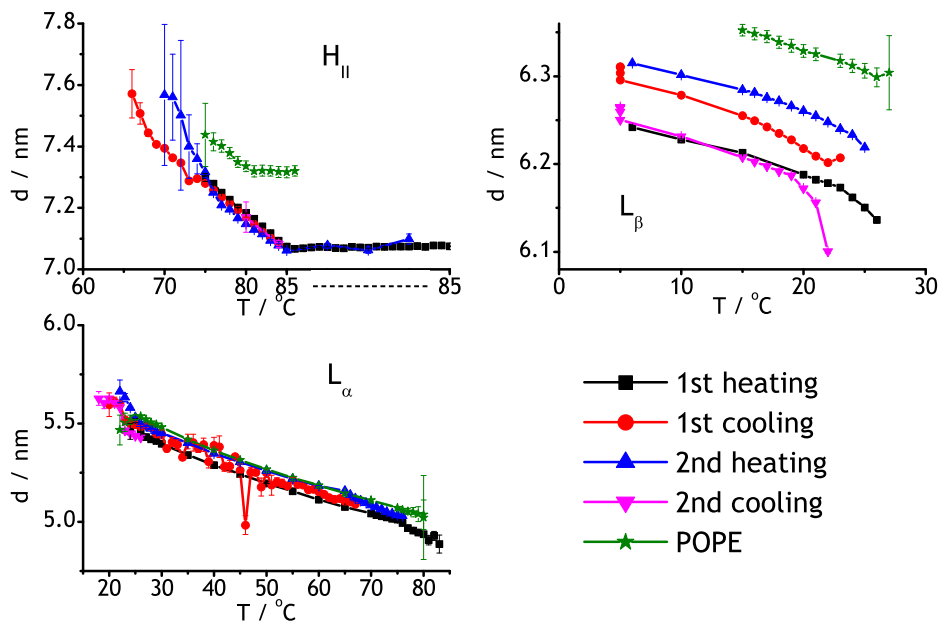 7.8
7.6
7.4
7.2
7.0
d / nm
H_II
60 70 80 85 85
T / °C
6.3
6.2
6.1
d / nm
L_β
0 10 20 30
T / °C
6.0
5.5
5.0
d / nm
L_α
20 30 40 50 60 70 80
T / °C
1st heating
1st cooling
2nd heating
2nd cooling
POPE